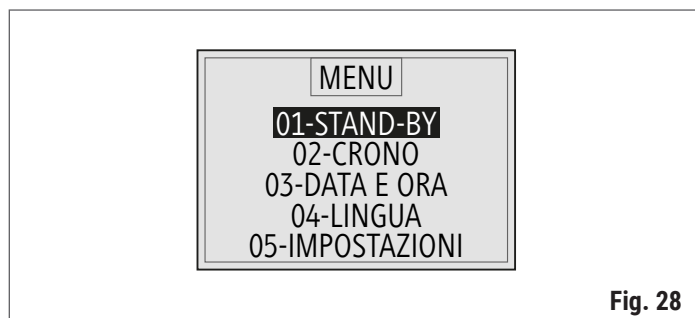 MENU
01-STAND-BY
02-CRONO
03-DATA E ORA
04-LINGUA
05-IMPOSTAZIONI
Fig. 28